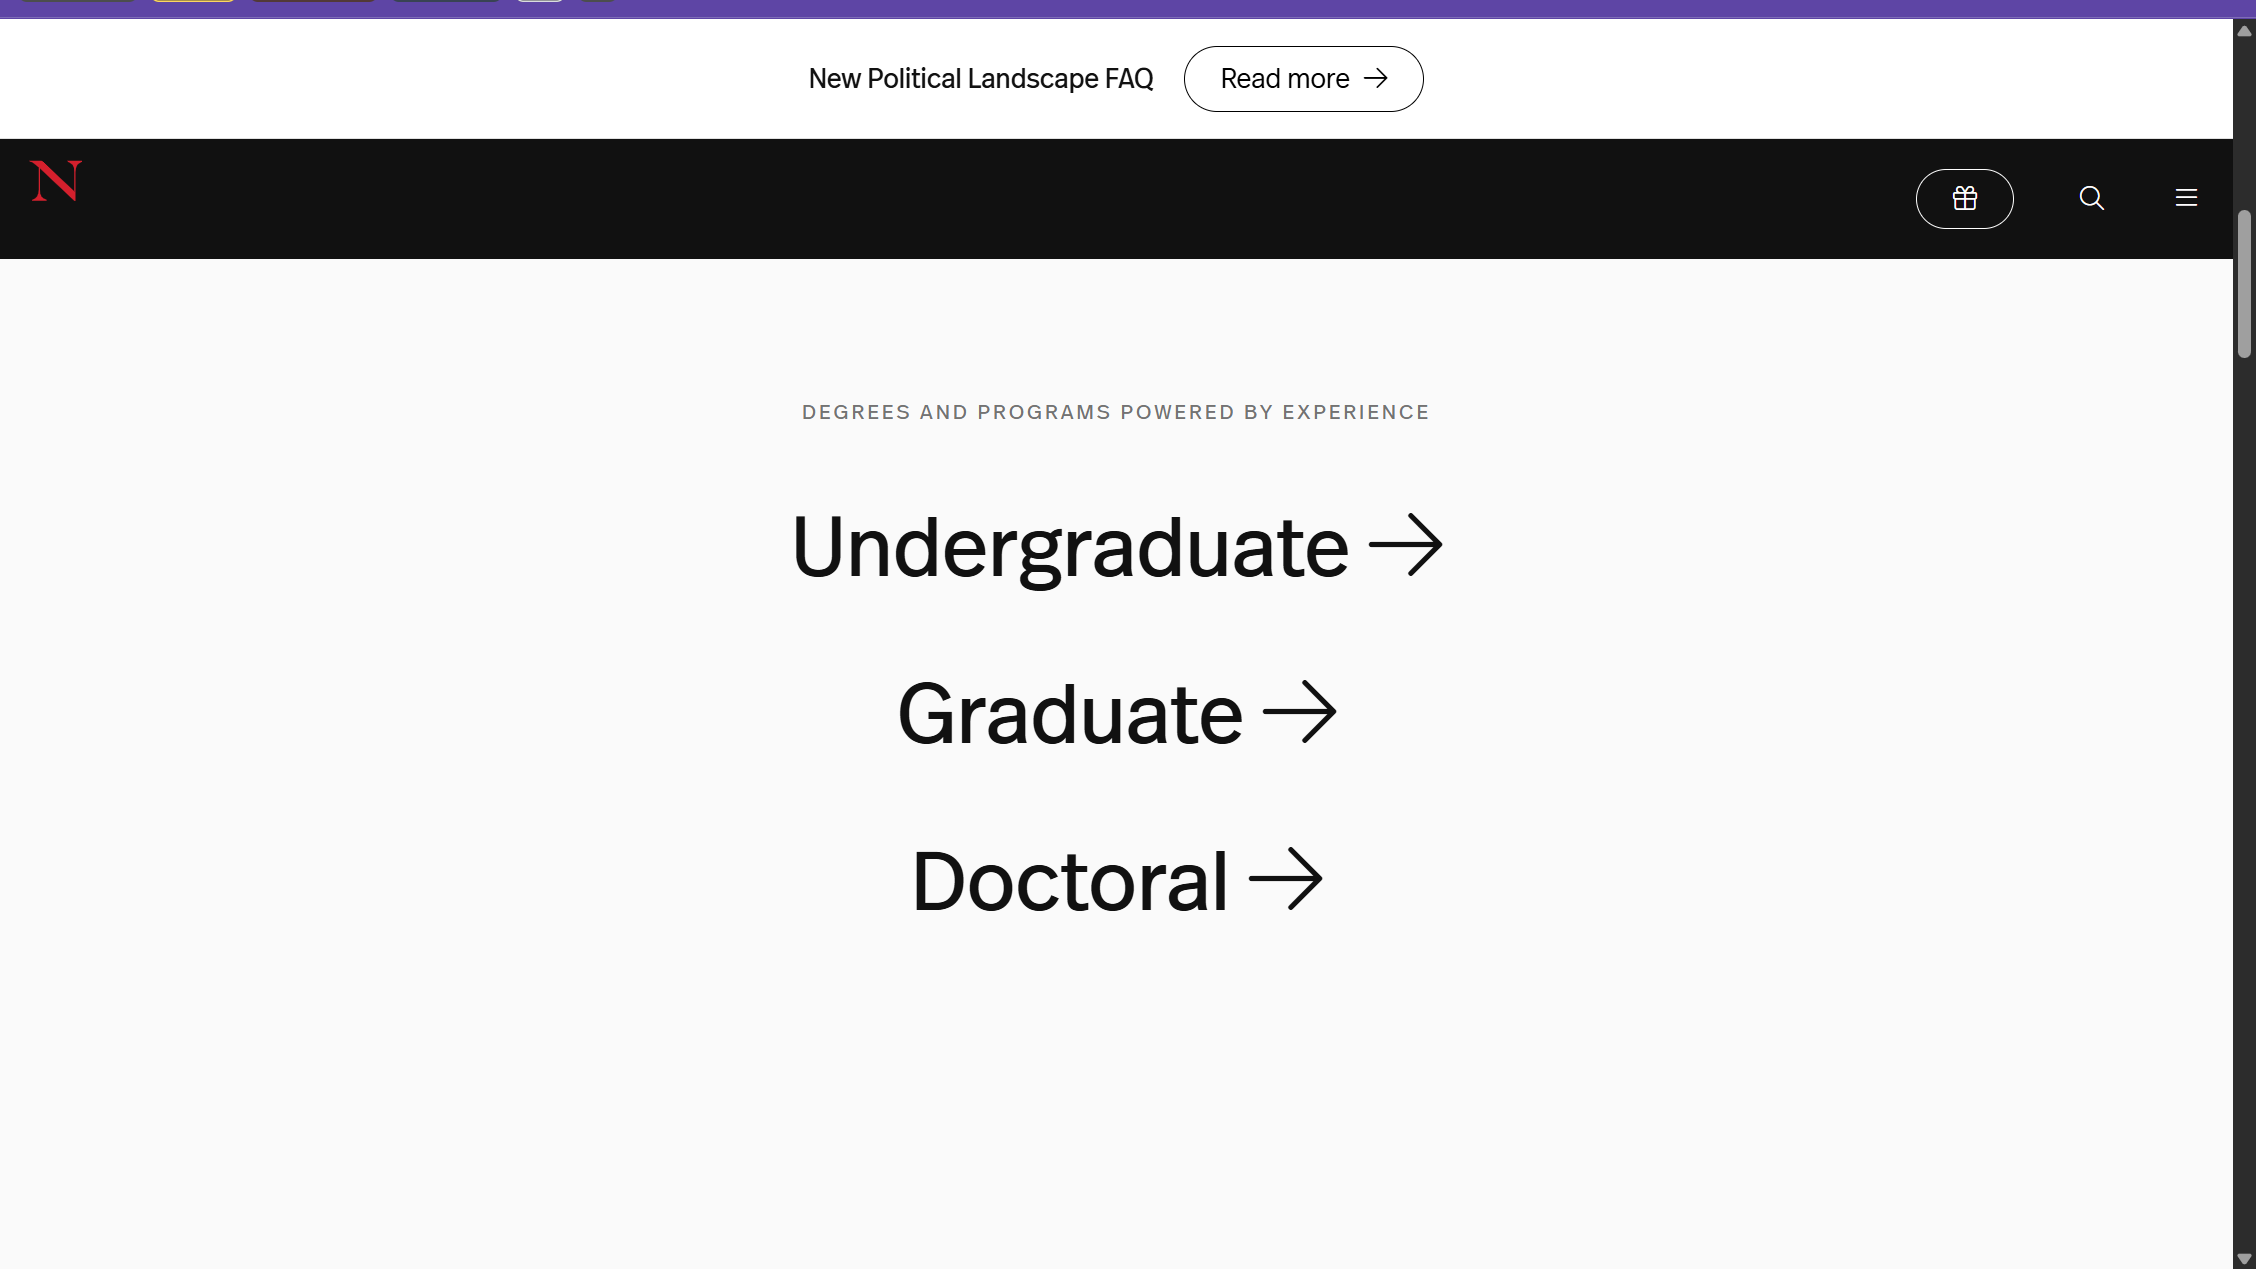 New Political Landscape FAQ
Read more
N
DEGREES AND PROGRAMS POWERED BY EXPERIENCE
Undergraduate
Graduate
Doctoral